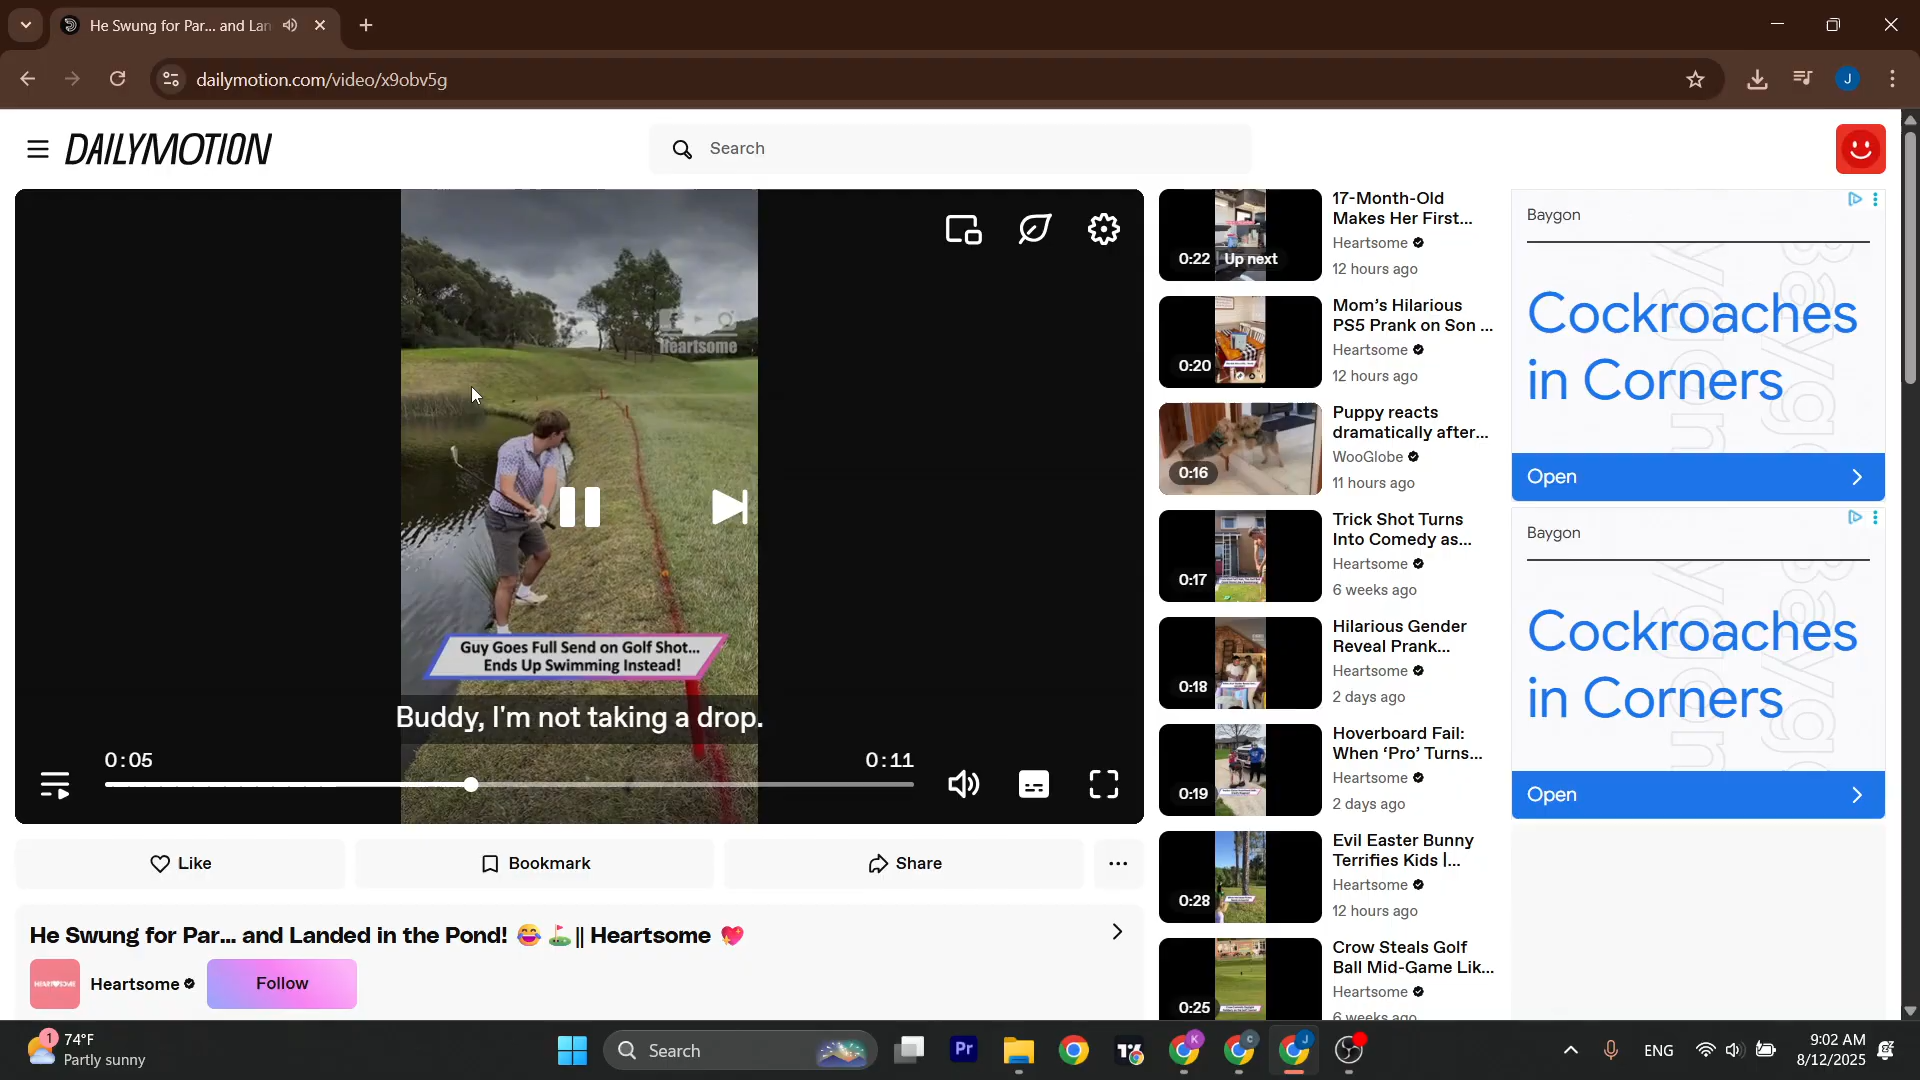 He Swung for Par... and Lan
dailymotion.com/video/x9obv5g
J
DAILYMOTION
Search
Heartsome
Guy Goes Full Send on Golf Shot...
Ends Up Swimming Instead!
Buddy, I'm not taking a drop.
0:05
0:11
Like
Bookmark
Share
He Swung for Par... and Landed in the Pond! 😂 ⛳ || Heartsome 💖
HEARTSOME
Heartsome
Follow
0:22 Up next
17-Month-Old
Makes Her First...
Heartsome
12 hours ago
0:20
Mom's Hilarious
PS5 Prank on Son ...
Heartsome
12 hours ago
0:16
Puppy reacts
dramatically after...
WooGlobe
11 hours ago
0:17
Trick Shot Turns
Into Comedy as...
Heartsome
6 weeks ago
0:18
Hilarious Gender
Reveal Prank...
Heartsome
2 days ago
0:19
Hoverboard Fail:
When ‘Pro’ Turns...
Heartsome
2 days ago
0:28
Evil Easter Bunny
Terrifies Kids |...
Heartsome
12 hours ago
0:25
Crow Steals Golf
Ball Mid-Game Lik...
Heartsome
6 weeks ago
Baygon
Cockroaches
in Corners
Open
Baygon
Cockroaches
in Corners
Open
1
74°F
Partly sunny
Search
Pr
K
C
J
ENG
9:02 AM
8/12/2025